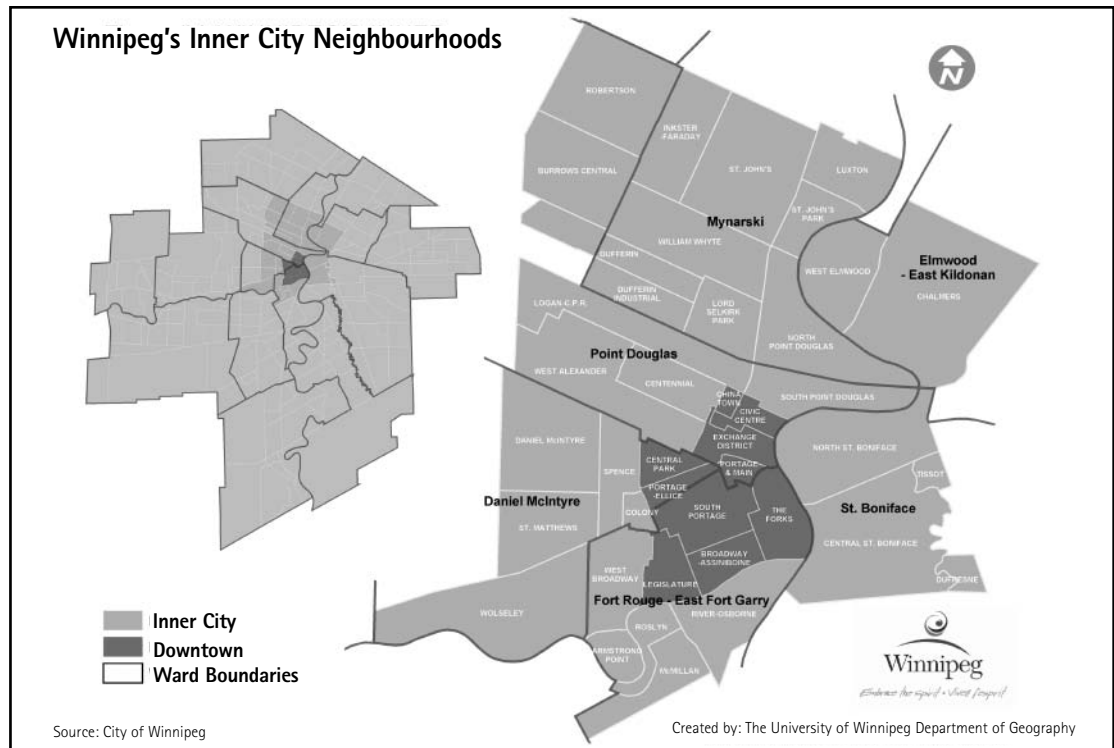 Winnipeg's Inner City Neighbourhoods
N
ROBERTSON
INKSTER
-FARADAY
BURROWS CENTRAL
ST. JOHN'S
LUXTON
ST. JOHN'S
PARK
Mynarski
WILLIAM WHYTE
Elmwood
- East Kildonan
WEST ELMWOOD
CHALMERS
DUFFERIN
DUFFERIN
INDUSTRIAL
LORD
SELKIRK
PARK
LOGAN-C.P.R.
NORTH
POINT DOUGLAS
Point Douglas
WEST ALEXANDER
CENTENNIAL
SOUTH POINT DOUGLAS
CHINA
TOWN
CIVIC
CENTRE
EXCHANGE
DISTRICT
DANIEL MCINTYRE
NORTH ST. BONIFACE
CENTRAL
PARK
PORTAGE
& MAIN
SPENCE
TISSOT
PORTAGE
-ELLICE
Daniel McIntyre
COLONY
SOUTH
PORTAGE
THE
FORKS
St. Boniface
ST. MATTHEWS
CENTRAL ST. BONIFACE
BROADWAY
-ASSINIBOINE
WEST
BROADWAY
LEGISLATURE
DUFRESNE
Fort Rouge - East Fort Garry
WOLSELEY
RIVER-OSBORNE
ROSLYN
ARMSTRONG
POINT
McMILLAN
Inner City
Downtown
Ward Boundaries
Winnipeg
Embrace the spirit • Vivez l'esprit
Source: City of Winnipeg
Created by: The University of Winnipeg Department of Geography